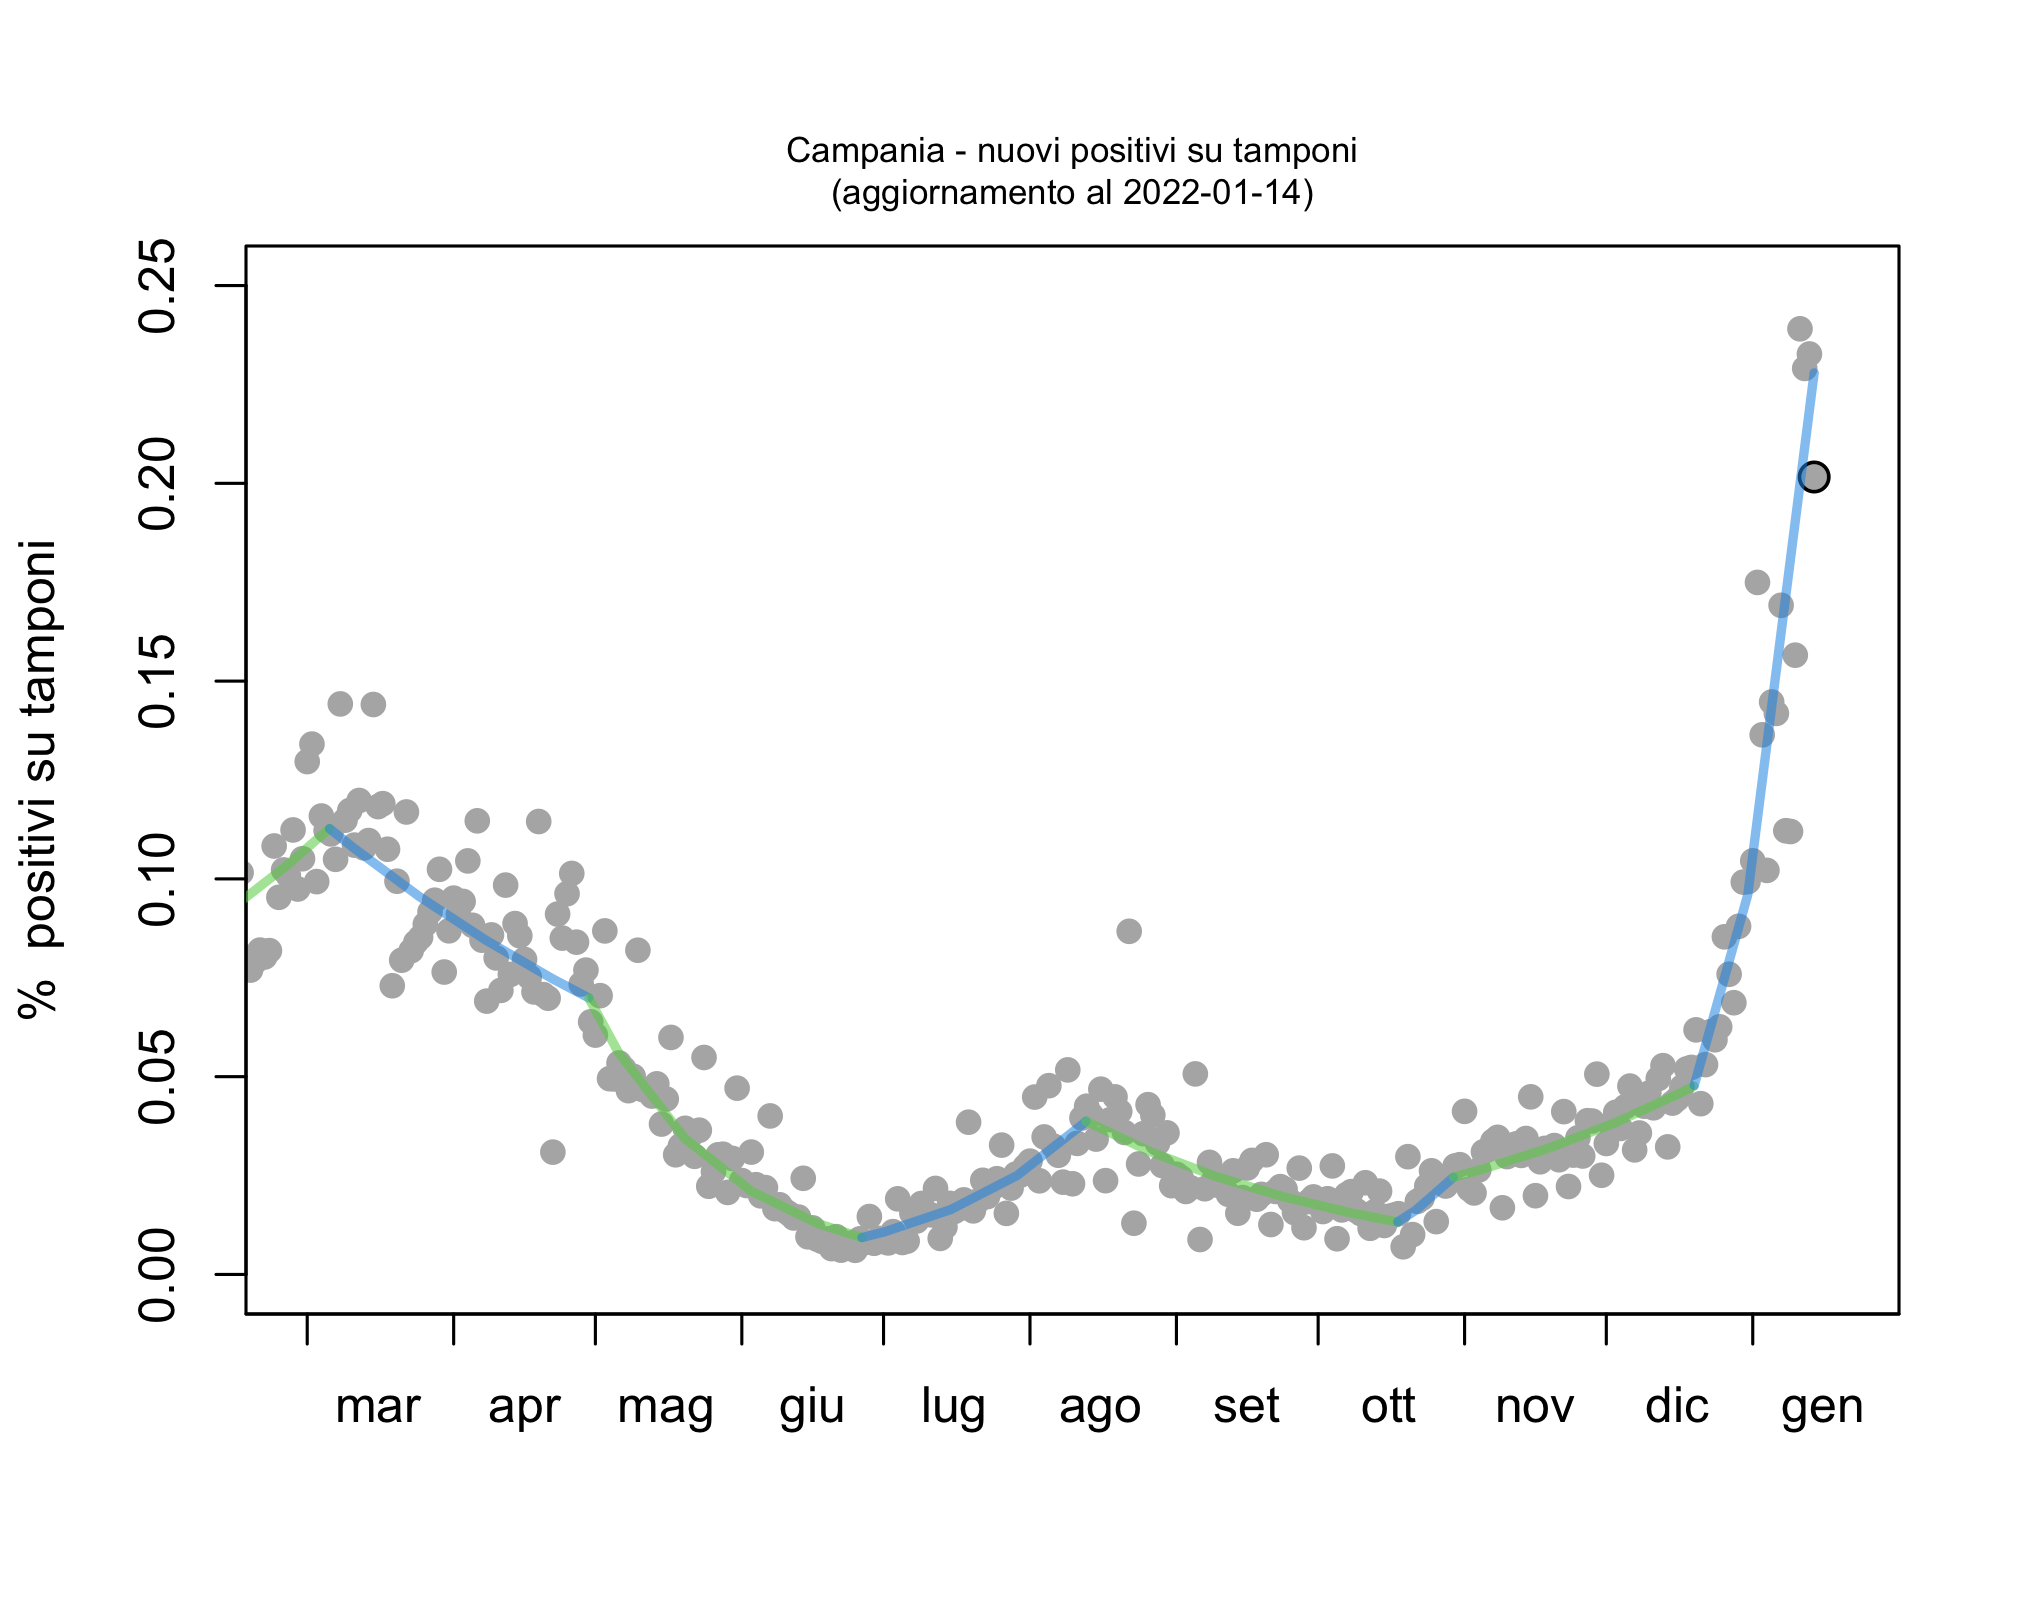 Campania - nuovi positivi su tamponi
(aggiornamento al 2022-01-14)
% positivi su tamponi
0.25
0.20
0.15
0.10
0.05
0.00
mar apr mag giu lug ago set ott nov dic gen